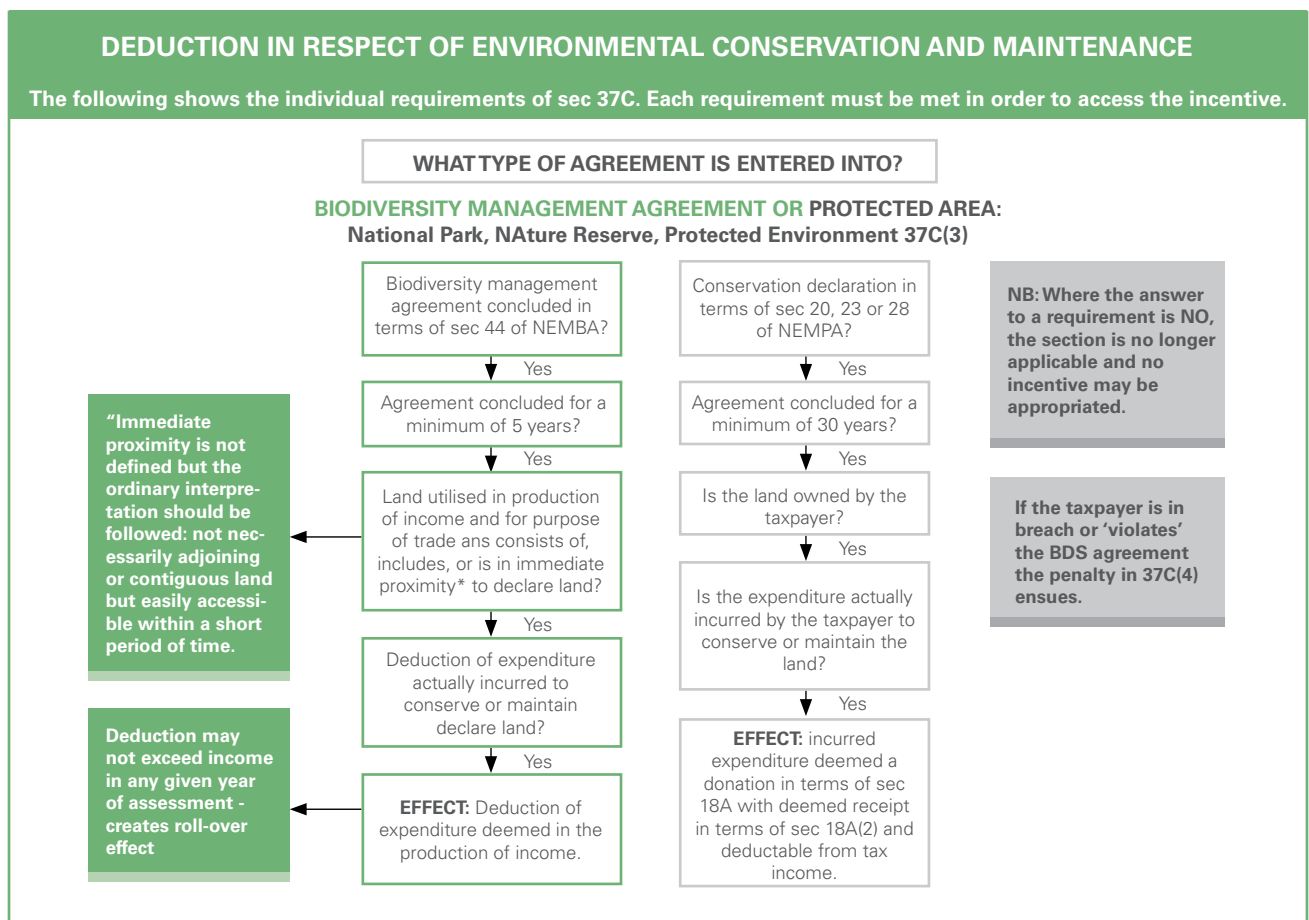 DEDUCTION IN RESPECT OF ENVIRONMENTAL CONSERVATION AND MAINTENANCE
The following shows the individual requirements of sec 37C. Each requirement must be met in order to access the incentive.
WHAT TYPE OF AGREEMENT IS ENTERED INTO?
BIODIVERSITY MANAGEMENT AGREEMENT OR PROTECTED AREA:
National Park, NAture Reserve, Protected Environment 37C(3)
Biodiversity management
agreement concluded in
terms of sec 44 of NEMBA?
Yes
Agreement concluded for a
minimum of 5 years?
Yes
Land utilised in production
of income and for purpose
of trade ans consists of,
includes, or is in immediate
proximity* to declare land?
Yes
Deduction of expenditure
actually incurred to
conserve or maintain
declare land?
Yes
EFFECT: Deduction of
expenditure deemed in the
production of income.
"Immediate
proximity is not
defined but the
ordinary interpre-
tation should be
followed: not nec-
essarily adjoining
or contiguous land
but easily accessi-
ble within a short
period of time.
Deduction may
not exceed income
in any given year
of assessment -
creates roll-over
effect
Conservation declaration in
terms of sec 20, 23 or 28
of NEMPA?
Yes
Agreement concluded for a
minimum of 30 years?
Yes
Is the land owned by the
taxpayer?
Yes
Is the expenditure actually
incurred by the taxpayer to
conserve or maintain the
land?
Yes
EFFECT: incurred
expenditure deemed a
donation in terms of sec
18A with deemed receipt
in terms of sec 18A(2) and
deductable from tax
income.
NB: Where the answer
to a requirement is NO,
the section is no longer
applicable and no
incentive may be
appropriated.
If the taxpayer is in
breach or 'violates'
the BDS agreement
the penalty in 37C(4)
ensues.